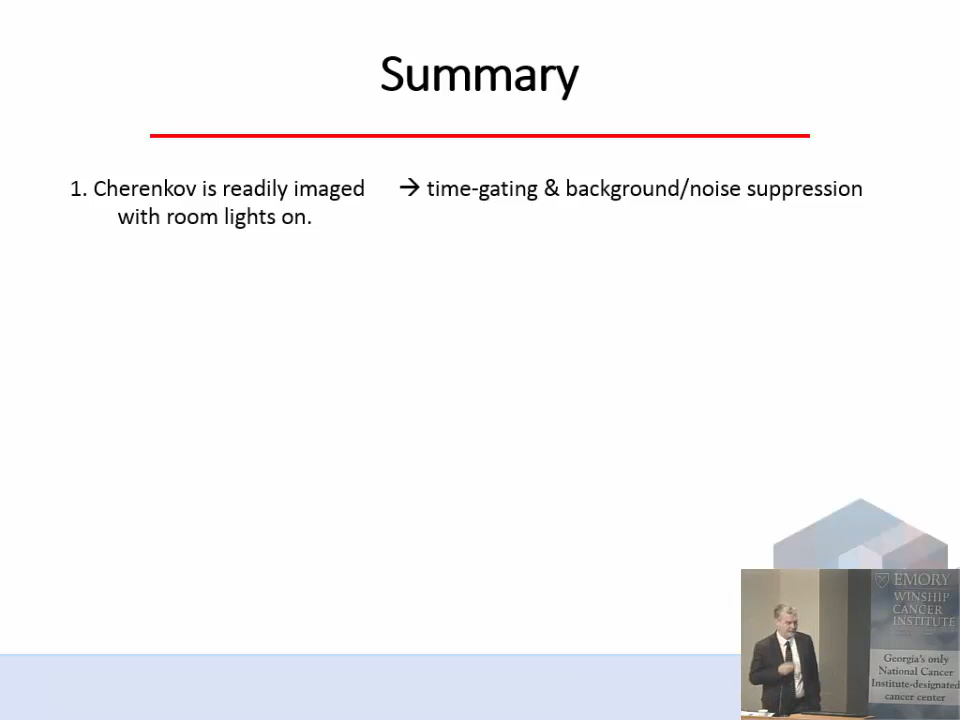 Summary
1. Cherenkov is readily imaged → time-gating & background/noise suppression
with room lights on.
EMORY
WINSHIP
CANCER
INSTITUTE
Georgia's only
National Cancer
Institute-designated
cancer center